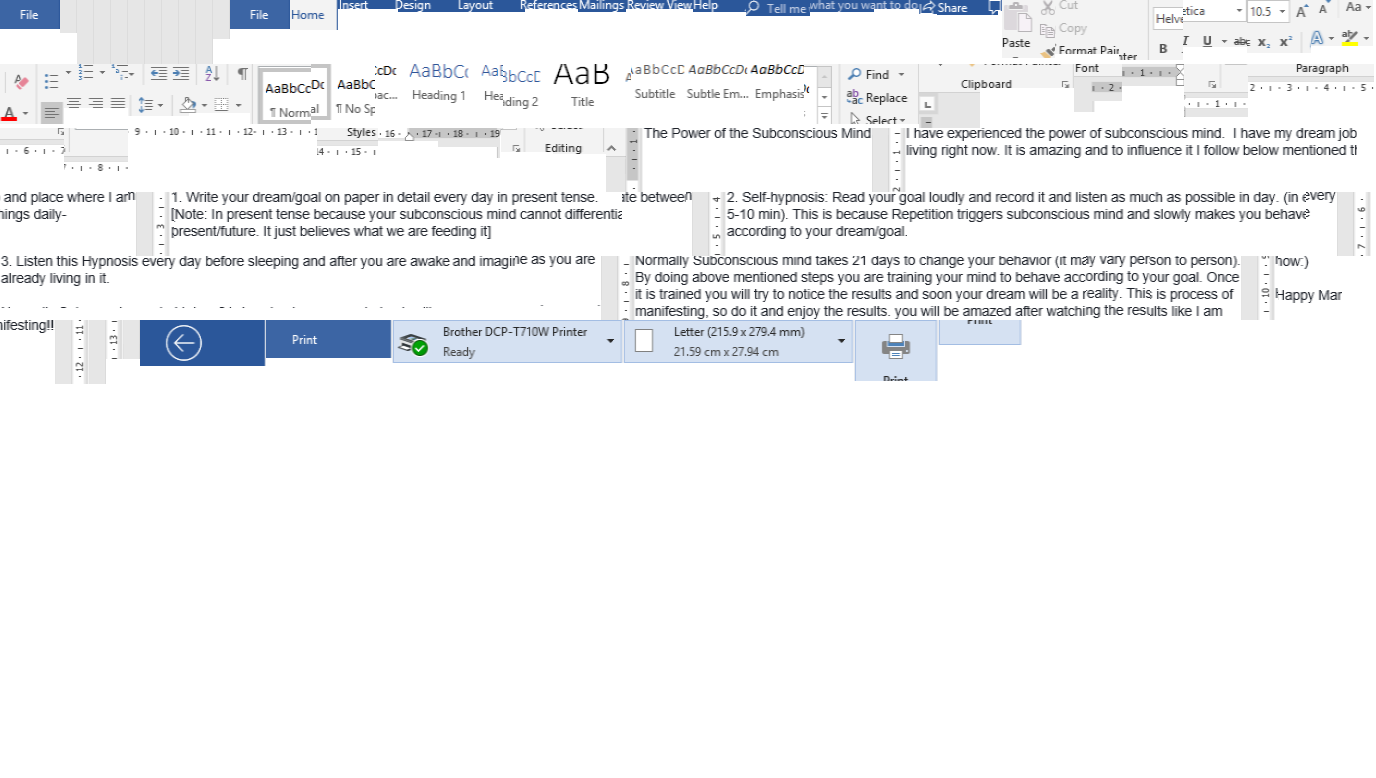 File File Home Insert Design Layout References Mailings Review View Help Tell me what you want to do Share Cut
Copy
Paste Format Painter
Helvetica 10.5 Aa
B I U abc x₂ x²
AaBbCcDc AaBbC AaBbCc AaB AaBbCcD AaBbCcDt AaBbCcD
¶ Normal ¶ No Spac... Heading 1 Heading 2 Title Subtitle Subtle Em... Emphasis
Find
Replace
Select
Clipboard Font Paragraph
Styles Editing
The Power of the Subconscious Mind
I have experienced the power of subconscious mind. I have my dream job
living right now. It is amazing and to influence it I follow below mentioned th
and place where I am
nings daily-
1. Write your dream/goal on paper in detail every day in present tense.
[Note: In present tense because your subconscious mind cannot differentiate between
present/future. It just believes what we are feeding it]
2. Self-hypnosis: Read your goal loudly and record it and listen as much as possible in day. (in every
5-10 min). This is because Repetition triggers subconscious mind and slowly makes you behave
according to your dream/goal.
3. Listen this Hypnosis every day before sleeping and after you are awake and imagine as you are
already living in it.
Normally Subconscious mind takes 21 days to change your behavior (it may vary person to person).
By doing above mentioned steps you are training your mind to behave according to your goal. Once
it is trained you will try to notice the results and soon your dream will be a reality. This is process of
manifesting, so do it and enjoy the results. you will be amazed after watching the results like I am
how:)
Happy Mar
nifesting!!
Print
Brother DCP-T710W Printer
Ready
Letter (215.9 x 279.4 mm)
21.59 cm x 27.94 cm
Print
Print